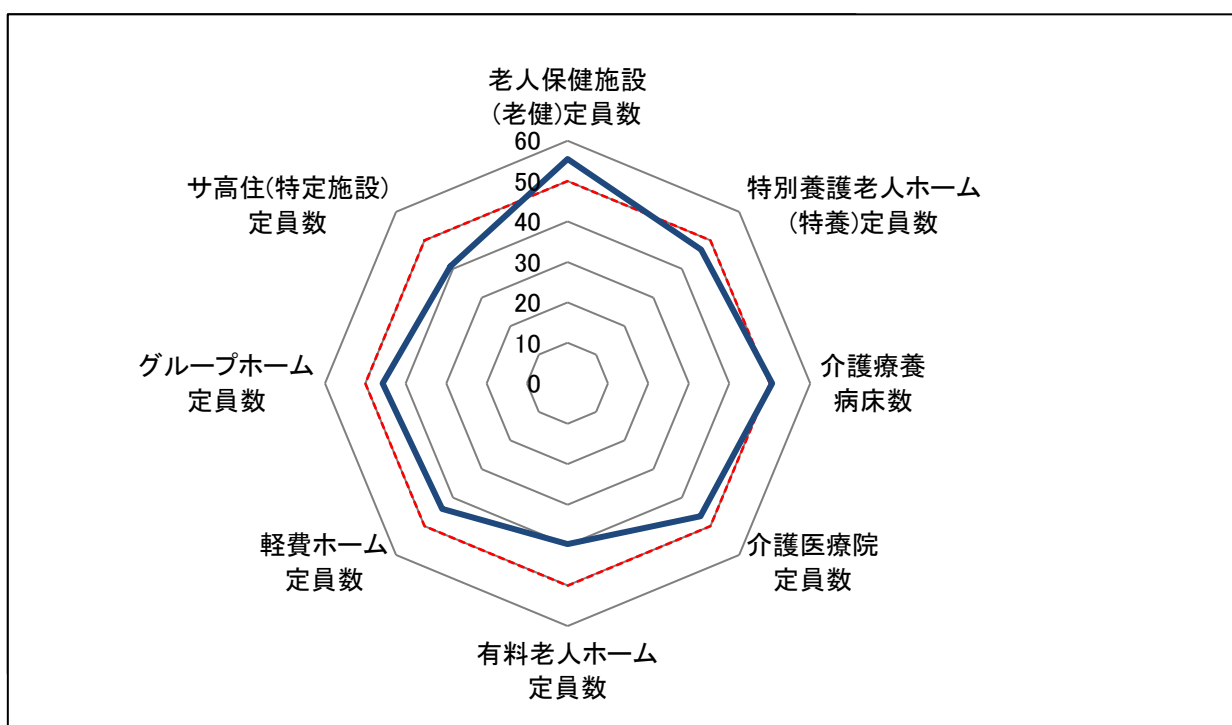 老人保健施設
(老健)定員数
特別養護老人ホーム
(特養)定員数
介護療養
病床数
介護医療院
定員数
有料老人ホーム
定員数
軽費ホーム
定員数
グループホーム
定員数
サ高住(特定施設)
定員数
60
50
40
30
20
10
0